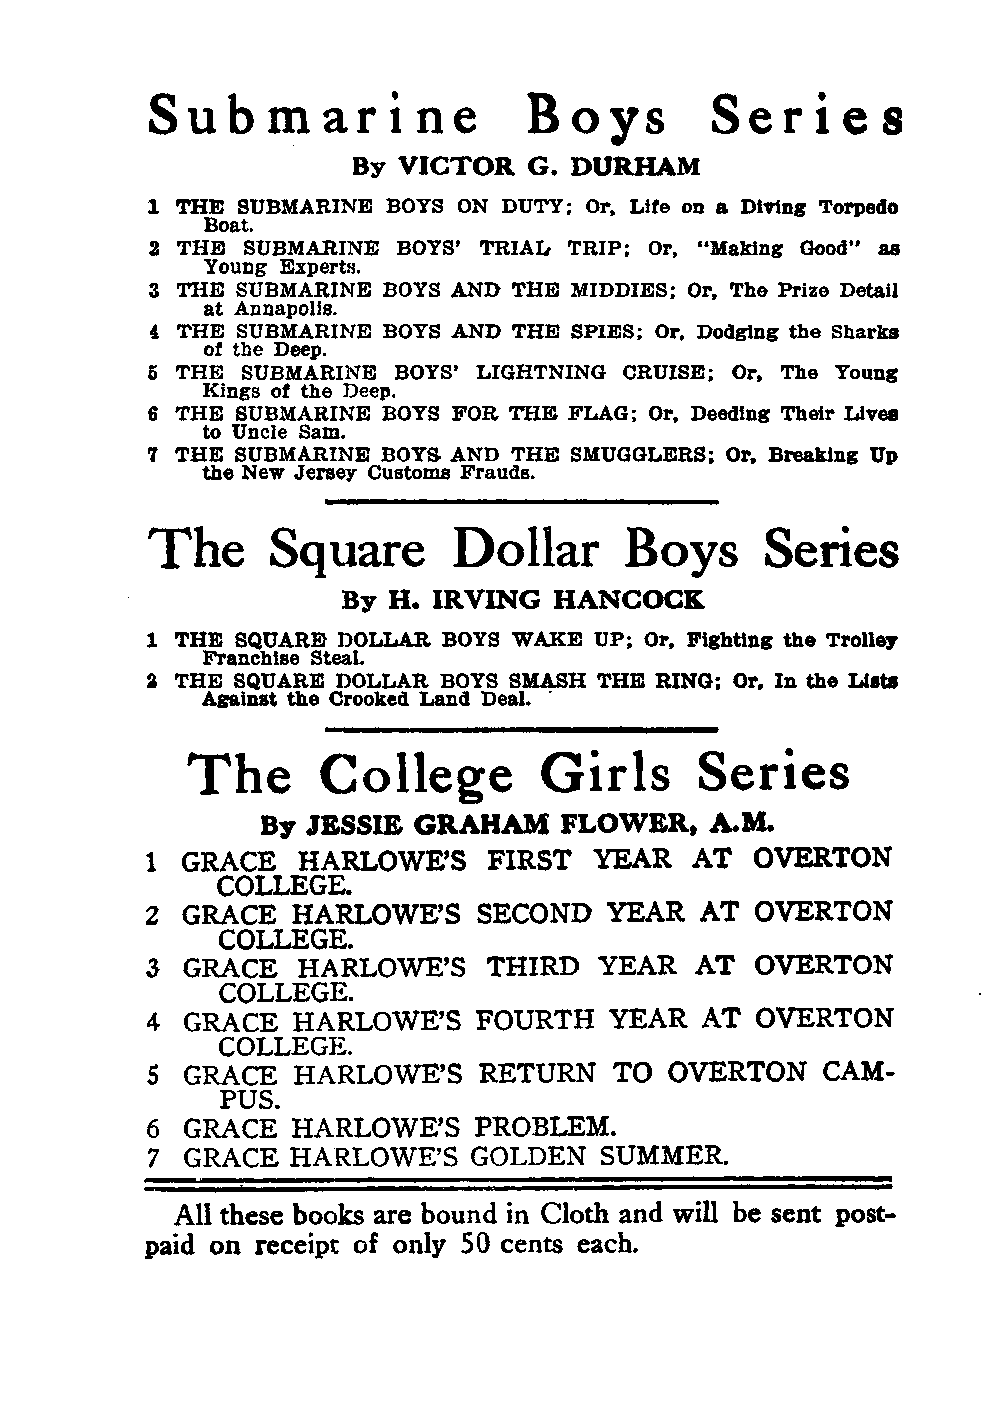 Submarine Boys Series
By VICTOR G. DURHAM
1 THE SUBMARINE BOYS ON DUTY; Or, Life on a Diving Torpedo
Boat.
2 THE SUBMARINE BOYS' TRIAL TRIP; Or, "Making Good" as
Young Experts.
3 THE SUBMARINE BOYS AND THE MIDDIES; Or, The Prize Detail
at Annapolis.
4 THE SUBMARINE BOYS AND THE SPIES; Or, Dodging the Sharks
of the Deep.
5 THE SUBMARINE BOYS' LIGHTNING CRUISE; Or, The Young
Kings of the Deep.
6 THE SUBMARINE BOYS FOR THE FLAG; Or, Deeding Their Lives
to Uncle Sam.
7 THE SUBMARINE BOYS AND THE SMUGGLERS; Or, Breaking Up
the New Jersey Customs Frauds.
The Square Dollar Boys Series
By H. IRVING HANCOCK
1 THE SQUARE DOLLAR BOYS WAKE UP; Or, Fighting the Trolley
Franchise Steal.
2 THE SQUARE DOLLAR BOYS SMASH THE RING; Or, In the Lists
Against the Crooked Land Deal.
The College Girls Series
By JESSIE GRAHAM FLOWER, A.M.
1 GRACE HARLOWE'S FIRST YEAR AT OVERTON
COLLEGE.
2 GRACE HARLOWE'S SECOND YEAR AT OVERTON
COLLEGE.
3 GRACE HARLOWE'S THIRD YEAR AT OVERTON
COLLEGE.
4 GRACE HARLOWE'S FOURTH YEAR AT OVERTON
COLLEGE.
5 GRACE HARLOWE'S RETURN TO OVERTON CAM-
PUS.
6 GRACE HARLOWE'S PROBLEM.
7 GRACE HARLOWE'S GOLDEN SUMMER.
All these books are bound in Cloth and will be sent post-
paid on receipt of only 50 cents each.